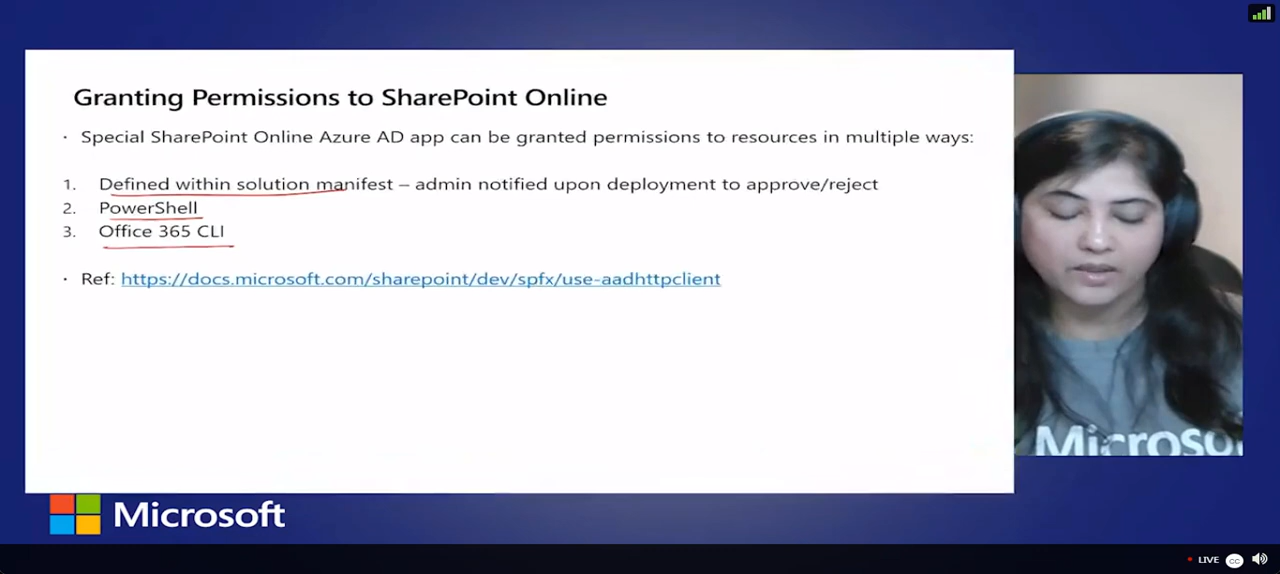 Granting Permissions to SharePoint Online
· Special SharePoint Online Azure AD app can be granted permissions to resources in multiple ways:
1. Defined within solution manifest – admin notified upon deployment to approve/reject
2. PowerShell
3. Office 365 CLI
· Ref: https://docs.microsoft.com/sharepoint/dev/spfx/use-aadhttpclient
Microso
Microsoft
LIVE CC